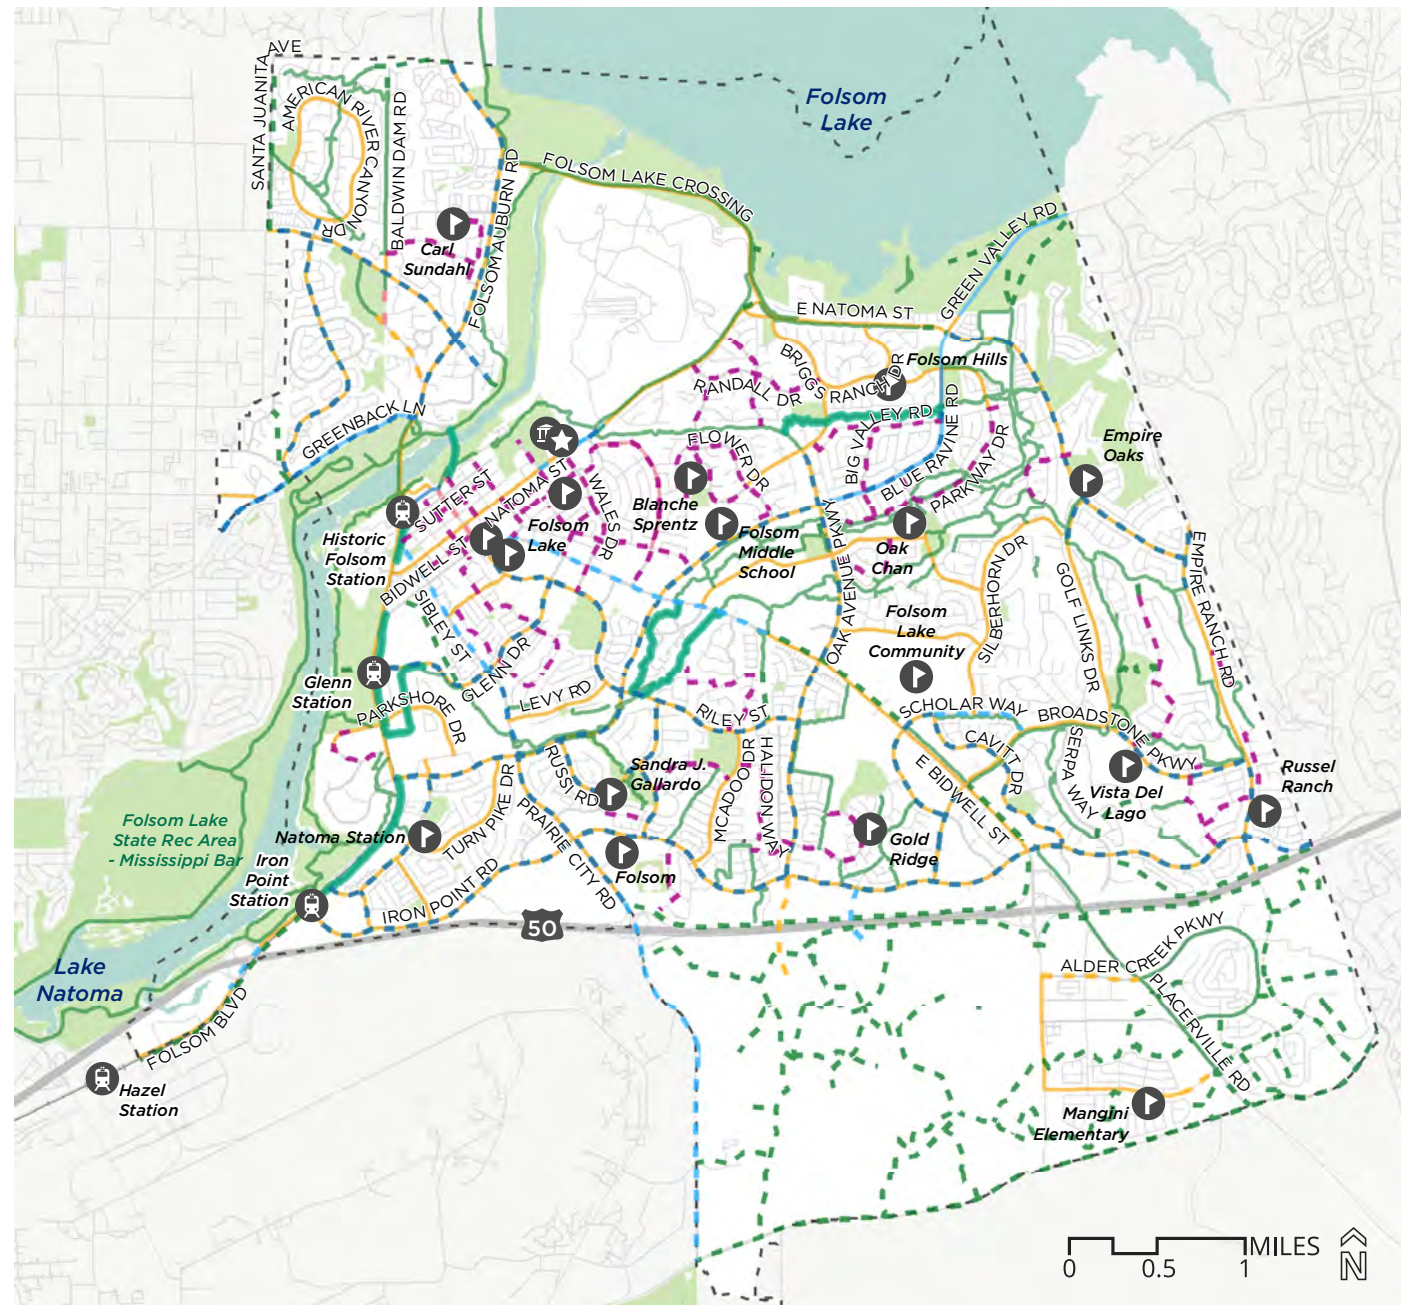 AVE
SANTA JUANITA
AMERICAN RIVER CANYON
DR
BALDWIN DAM RD
FOLSOM AUBURN RD
Folsom
Lake
FOLSOM LAKE CROSSING
GREEN VALLEY RD
Carl
Sundahl
E NATOMA ST
BRIGGS
RANCH DR
Folsom Hills
RANDALL DR
GREENBACK LN
BIG VALLEY RD
BLUE RAVINE RD
PARKWAY DR
FLOWER DR
Empire
Oaks
SUTTER ST
NATOMA ST
WALES DR
Blanche
Sprentz
Folsom
Lake
Folsom
Middle
School
Oak
Chan
Historic
Folsom
Station
BIDWELL ST
SIBLEY ST
OAK AVENUE PKWY
SILBERHORN DR
GOLF LINKS DR
EMPIRE RANCH RD
Folsom
Lake
Community
Glenn
Station
GLENN DR
LEVY RD
PARKSHORE DR
RILEY ST
SCHOLAR WAY
BROADSTONE PKWY
CAVITT DR
SERPA WAY
E BIDWELL ST
HALIDON WAY
MCADOO DR
RUSSI RD
Sandra J.
Gallardo
Vista Del
Lago
Russel
Ranch
Folsom Lake
State Rec Area
- Mississippi Bar
Natoma Station
TURN PIKE DR
PRAIRIE CITY RD
Gold
Ridge
Iron
Point
Station
IRON POINT RD
Folsom
50
Lake
Natoma
FOLSOM BLVD
ALDER CREEK PKWY
PLACERVILLE RD
Hazel
Station
Mangini
Elementary
MILES
0 0.5 1
N